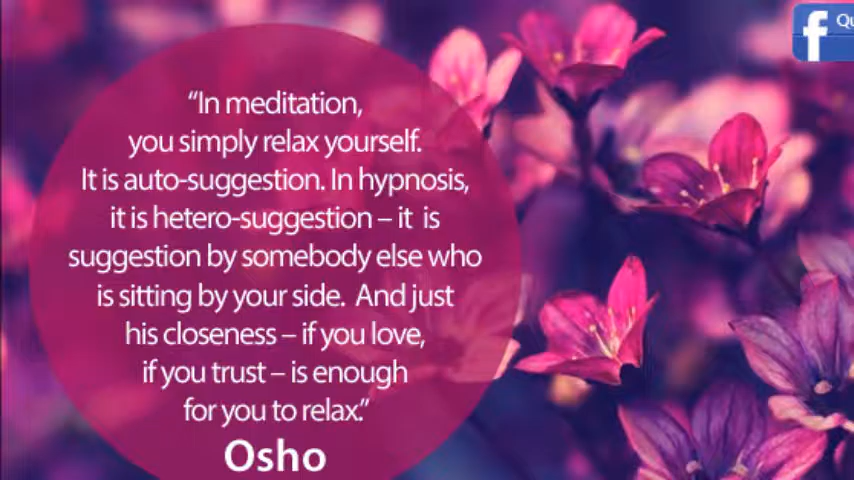 “In meditation,
you simply relax yourself.
It is auto-suggestion. In hypnosis,
it is hetero-suggestion – it is
suggestion by somebody else who
is sitting by your side. And just
his closeness – if you love,
if you trust – is enough
for you to relax.”
Osho